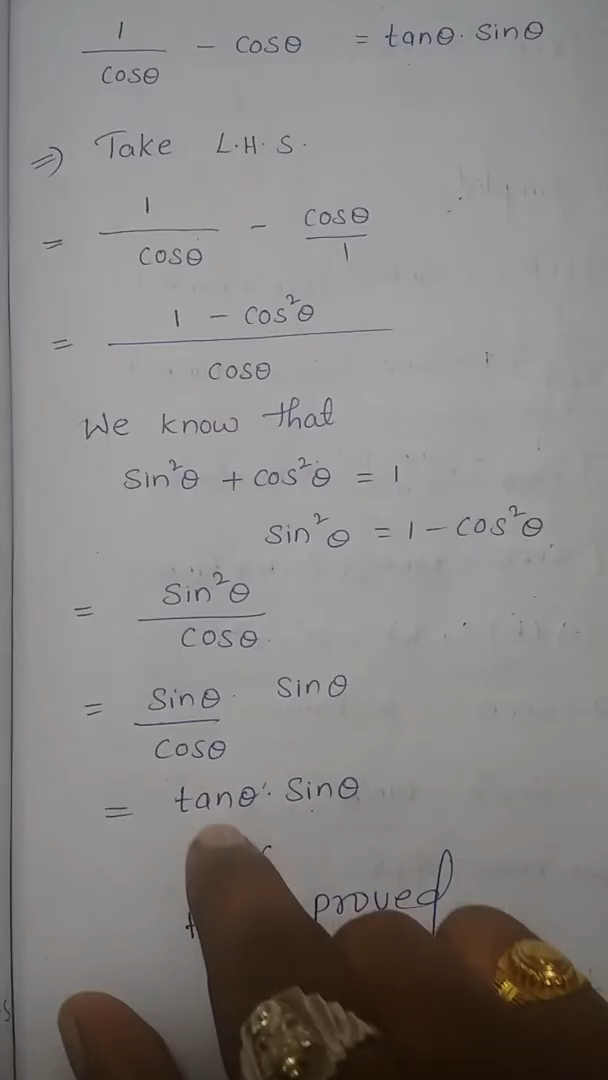 1/cosθ - cosθ = tanθ. sinθ
⇒ Take L.H.S.
= 1/cosθ - cosθ/1
= 1 - cos²θ/cosθ
We know that
sin²θ + cos²θ = 1
sin²θ = 1 - cos²θ
= sin²θ/cosθ
= sinθ/cosθ . sinθ
= tanθ. sinθ
proved